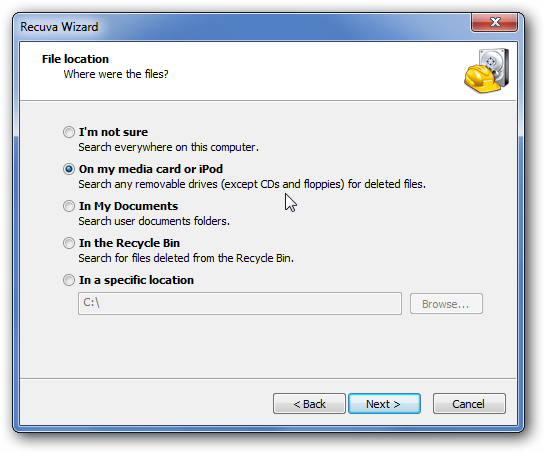 Recuva Wizard
File location
Where were the files?
I'm not sure
Search everywhere on this computer.
On my media card or iPod
Search any removable drives (except CDs and floppies) for deleted files.
In My Documents
Search user documents folders.
In the Recycle Bin
Search for files deleted from the Recycle Bin.
In a specific location
C:\
Browse...
< Back
Next >
Cancel